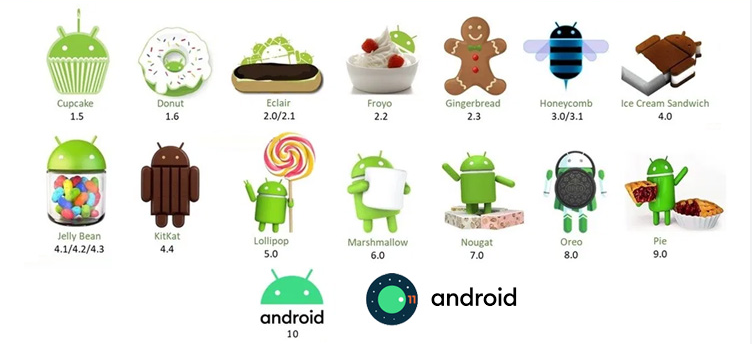 Cupcake
1.5
Donut
1.6
Eclair
2.0/2.1
Froyo
2.2
Gingerbread
2.3
Honeycomb
3.0/3.1
Ice Cream Sandwich
4.0
Jelly Bean
4.1/4.2/4.3
KitKat
4.4
Lollipop
5.0
Marshmallow
6.0
Nougat
7.0
Oreo
8.0
Pie
9.0
android
10
11
android